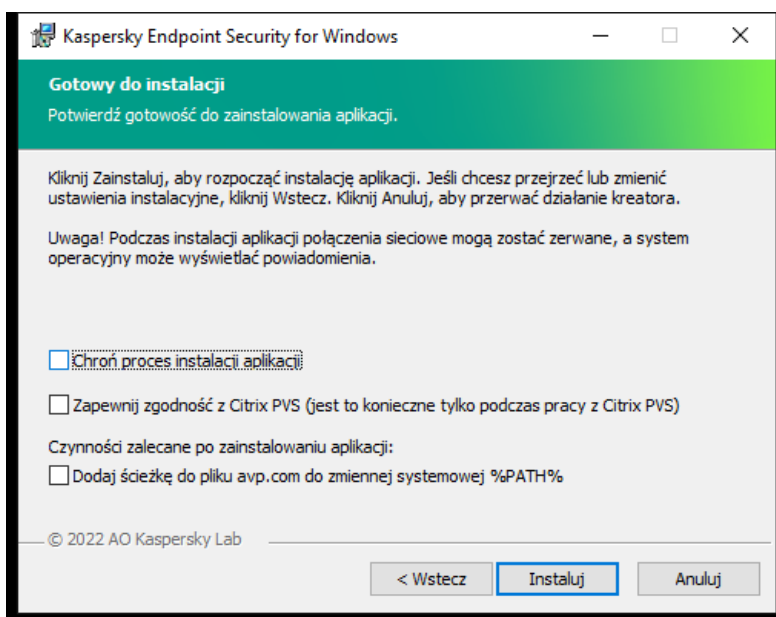 Kaspersky Endpoint Security for Windows
Gotowy do instalacji
Potwierdź gotowość do zainstalowania aplikacji.
Kliknij Zainstaluj, aby rozpocząć instalację aplikacji. Jeśli chcesz przejrzeć lub zmienić
ustawienia instalacyjne, kliknij Wstecz. Kliknij Anuluj, aby przerwać działanie kreatora.
Uwaga! Podczas instalacji aplikacji połączenia sieciowe mogą zostać zerwane, a system
operacyjny może wyświetlać powiadomienia.
Chroń proces instalacji aplikacji
Zapewnij zgodność z Citrix PVS (jest to konieczne tylko podczas pracy z Citrix PVS)
Czynności zalecane po zainstalowaniu aplikacji:
Dodaj ścieżkę do pliku avp.com do zmiennej systemowej %PATH%
© 2022 AO Kaspersky Lab
< Wstecz Instaluj Anuluj